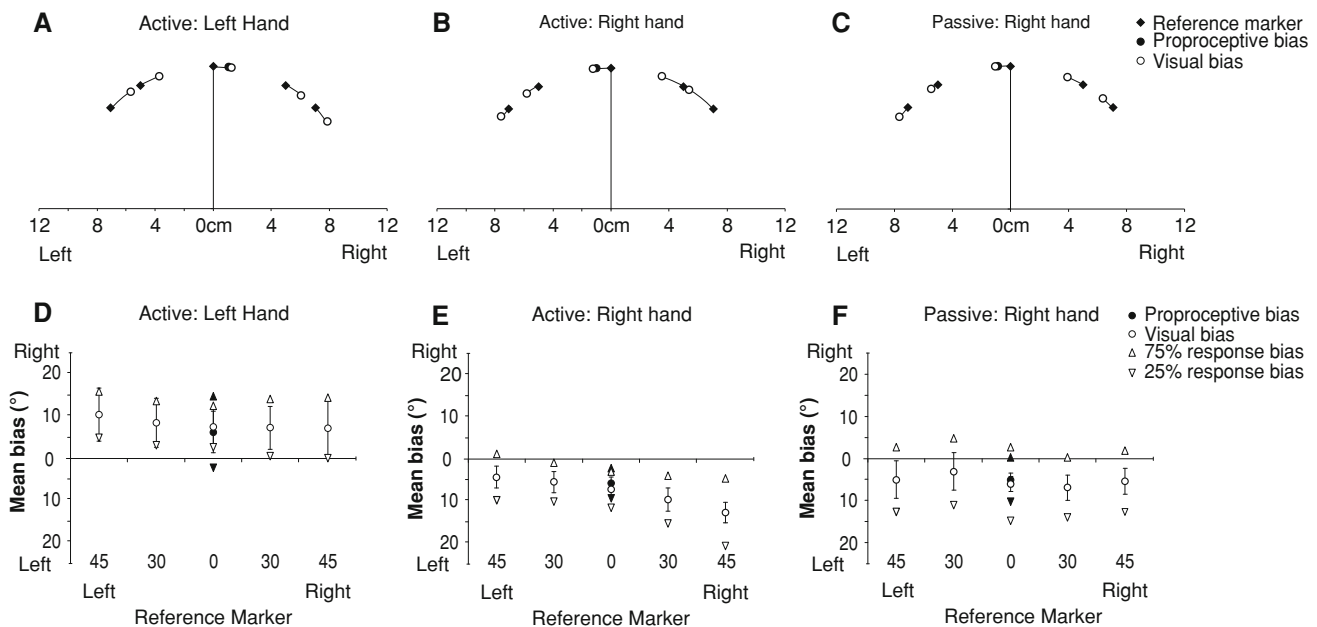 A Active: Left Hand
B Active: Right hand
C Passive: Right hand
Reference marker
Proproceptive bias
Visual bias
12 8 4 0cm 4 8 12
Left Right
12 8 4 0cm 4 8 12
Left Right
12 8 4 0cm 4 8 12
Left Right
D Active: Left Hand
E Active: Right hand
F Passive: Right hand
Proproceptive bias
Visual bias
75% response bias
25% response bias
Mean bias (°)
Right
20
10
0
10
20
Left
45 30 0 30 45
Left Right
Reference Marker
Mean bias (°)
Right
20
10
0
10
20
Left
45 30 0 30 45
Left Right
Reference Marker
Mean bias (°)
Right
20
10
0
10
20
Left
45 30 0 30 45
Left Right
Reference Marker